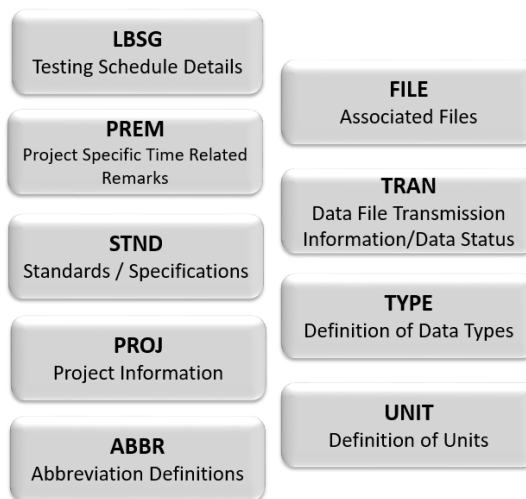 LBSG
Testing Schedule Details
PREM
Project Specific Time Related
Remarks
STND
Standards / Specifications
PROJ
Project Information
ABBR
Abbreviation Definitions
FILE
Associated Files
TRAN
Data File Transmission
Information/Data Status
TYPE
Definition of Data Types
UNIT
Definition of Units